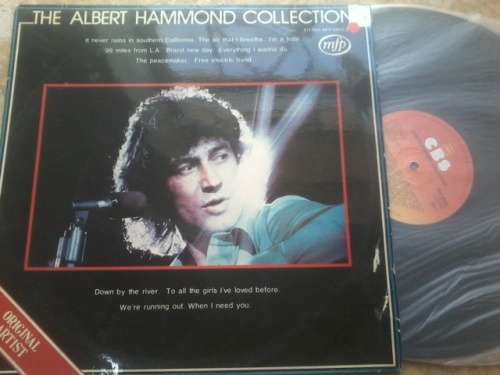 THE ALBERT HAMMOND COLLECTION
It never rains in southern California. The air that I breathe. I'm a train.
99 miles from L.A. Brand new day. Everything I wanna do.
The peacemaker. Free electric band.
mfp
CBS
Down by the river. To all the girls I've loved before.
We're running out. When I need you.
ORIGINAL
ARTIST